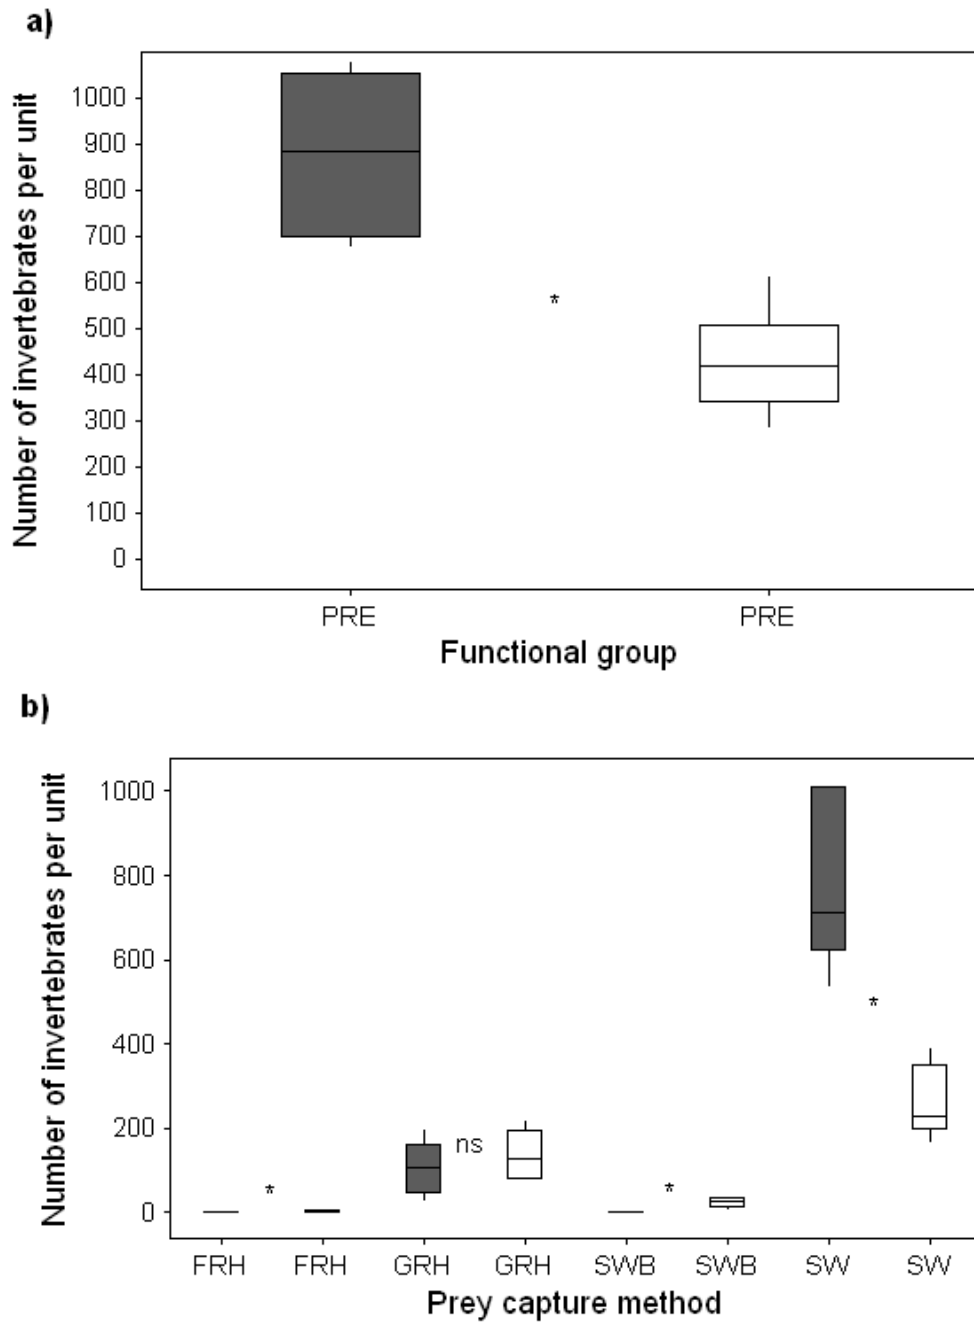 a)
Number of invertebrates per unit
1000
900
800
700
600
500
400
300
200
100
0
*
PRE PRE
Functional group
b)
Number of invertebrates per unit
1000
800
600
400
200
0
* ns * *
FRH FRH GRH GRH SWB SWB SW SW
Prey capture method